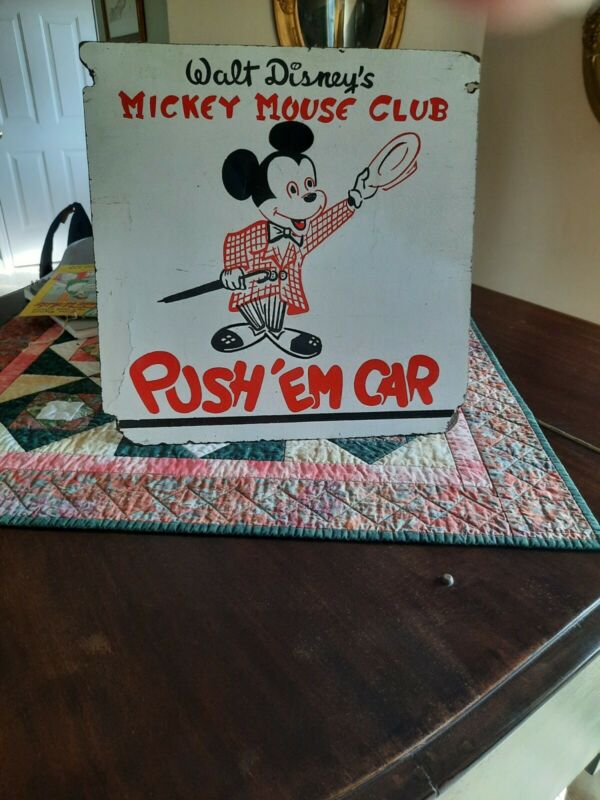 Walt Disney's
MICKEY MOUSE CLUB
PUSH 'EM CAR